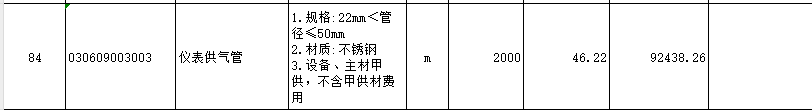 84 030609003003 仪表供气管 1.规格:22mm＜管
径≤50mm
2.材质:不锈钢
3.设备、主材甲
供，不含甲供材费
用 m 2000 46.22 92438.26